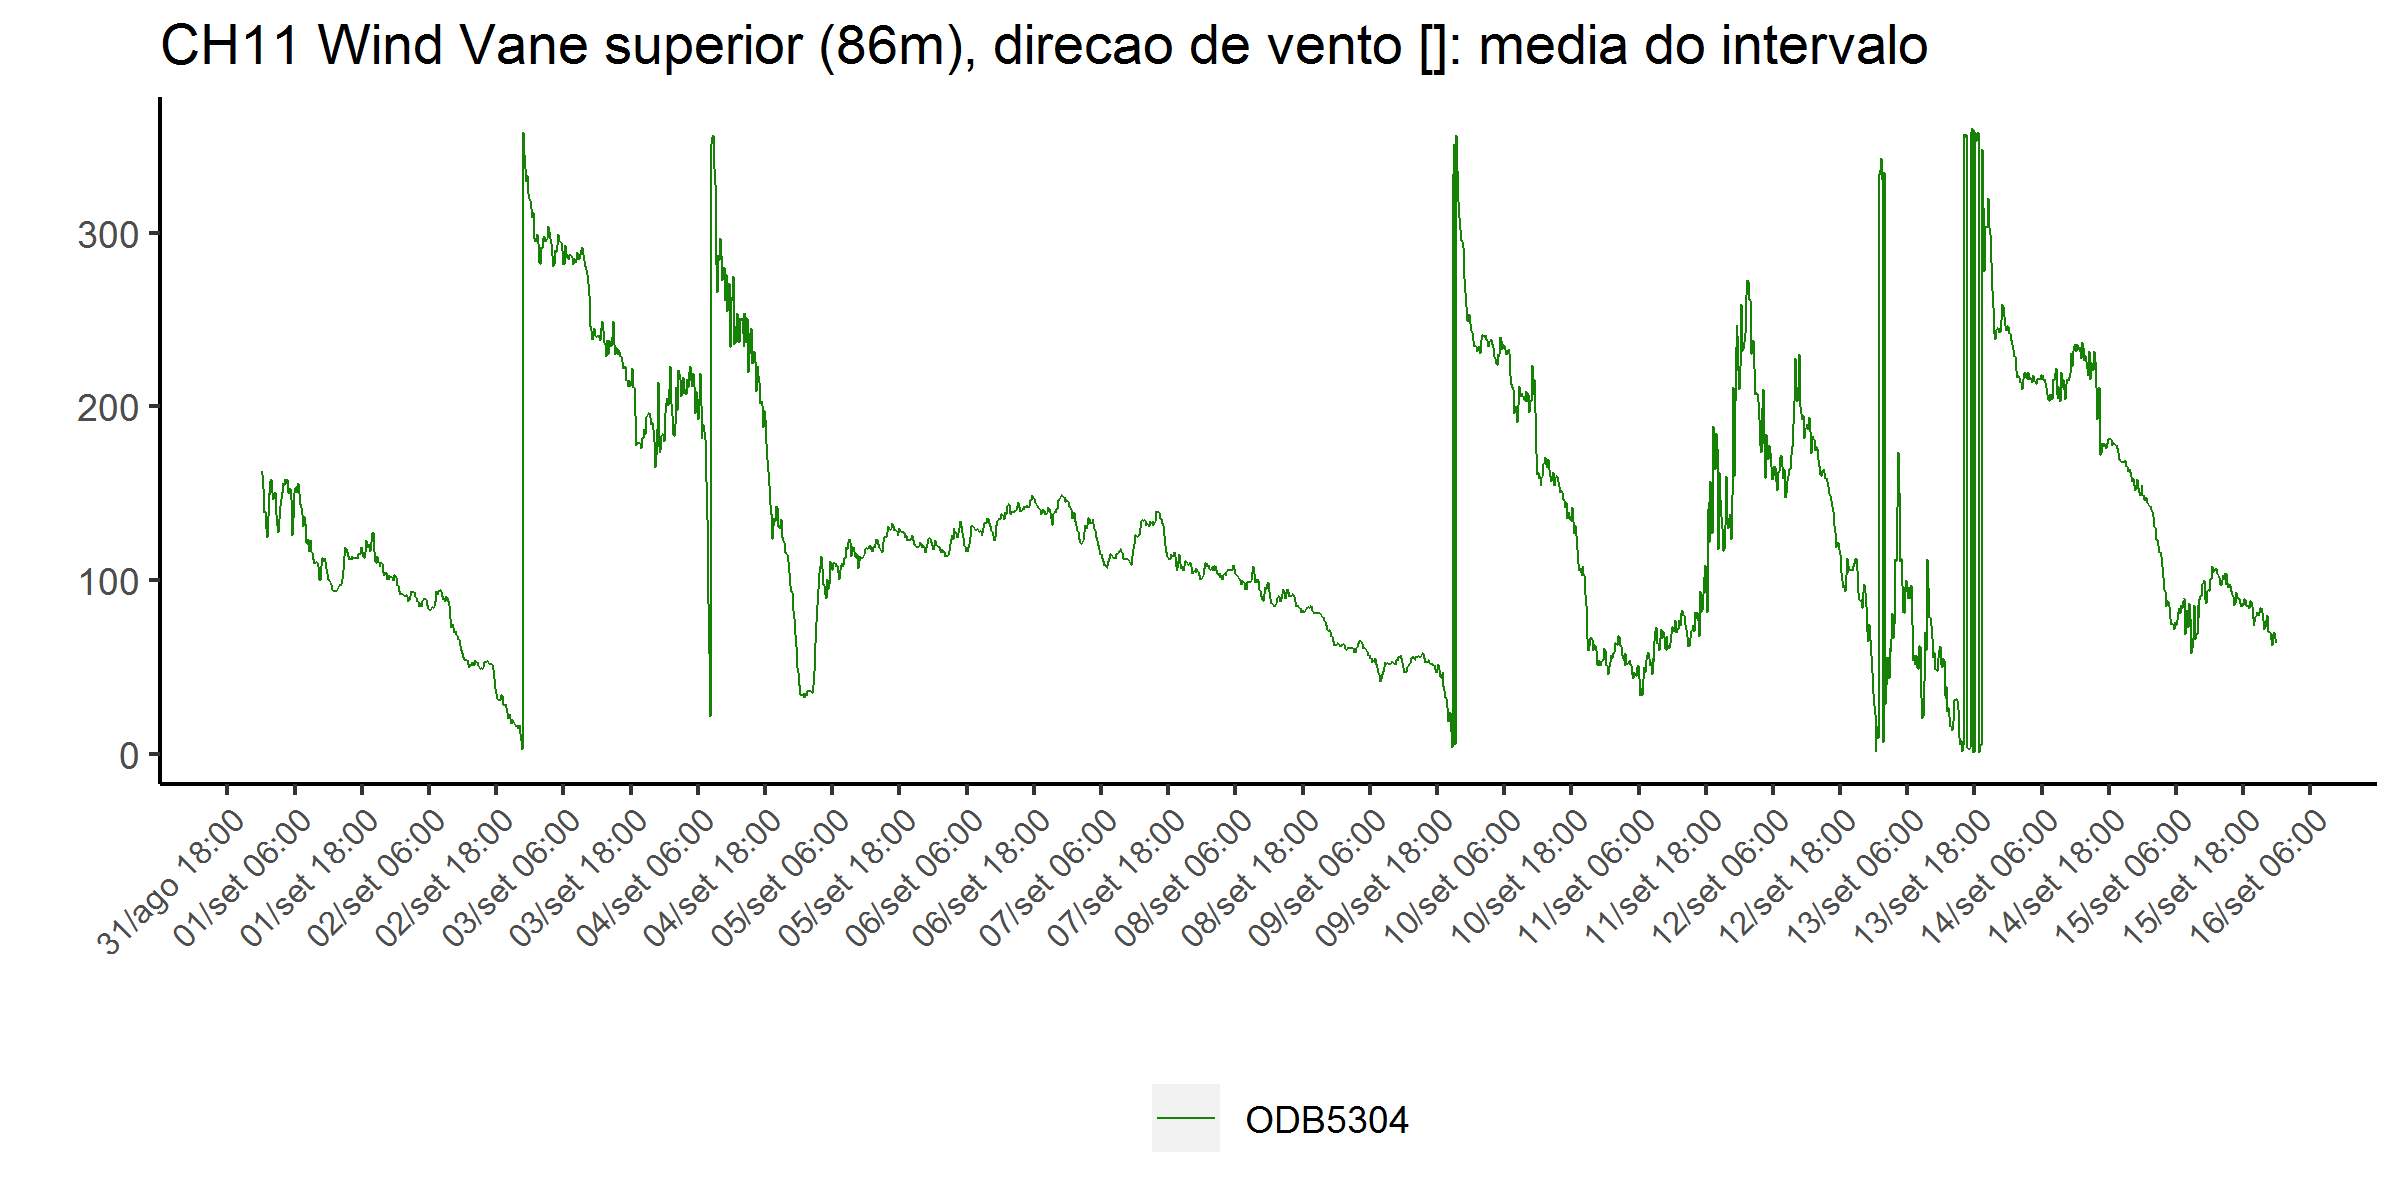 CH11 Wind Vane superior (86m), direcao de vento []: media do intervalo
300
200
100
0
31/ago 18:00
01/set 06:00
01/set 18:00
02/set 06:00
02/set 18:00
03/set 06:00
03/set 18:00
04/set 06:00
04/set 18:00
05/set 06:00
05/set 18:00
06/set 06:00
06/set 18:00
07/set 06:00
07/set 18:00
08/set 06:00
08/set 18:00
09/set 06:00
09/set 18:00
10/set 06:00
10/set 18:00
11/set 06:00
11/set 18:00
12/set 06:00
12/set 18:00
13/set 06:00
13/set 18:00
14/set 06:00
14/set 18:00
15/set 06:00
15/set 18:00
16/set 06:00
ODB5304